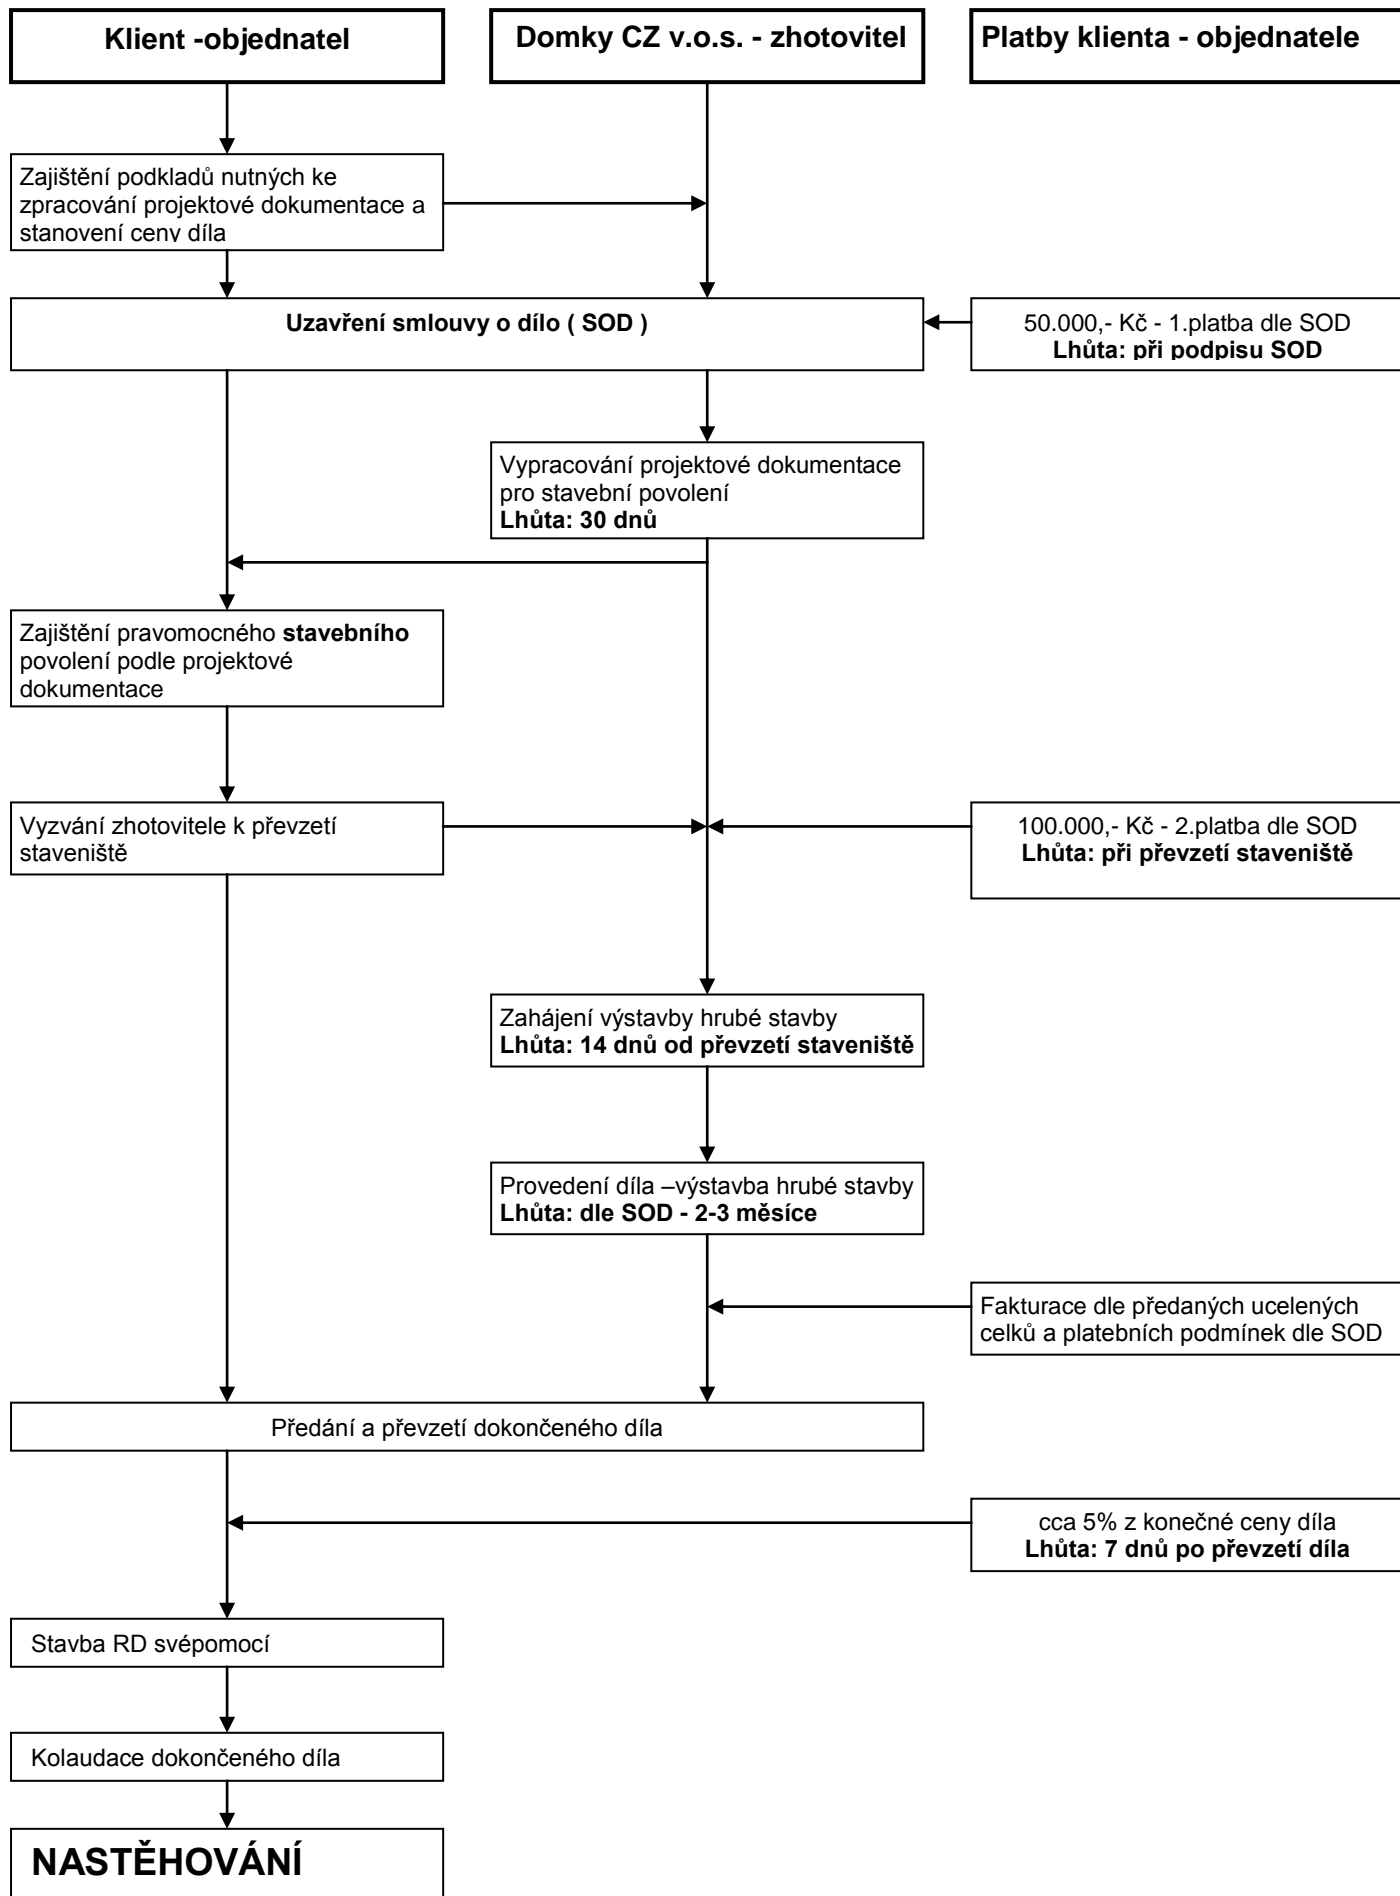 Klient -objednatel
Domky CZ v.o.s. - zhotovitel
Platby klienta - objednatele
Zajištění podkladů nutných ke
zpracování projektové dokumentace a
stanovení ceny díla
Uzavření smlouvy o dílo ( SOD )
50.000,- Kč - 1.platba dle SOD
Lhůta: při podpisu SOD
Vypracování projektové dokumentace
pro stavební povolení
Lhůta: 30 dnů
Zajištění pravomocného stavebního
povolení podle projektové
dokumentace
Vyzvání zhotovitele k převzetí
staveniště
100.000,- Kč - 2.platba dle SOD
Lhůta: při převzetí staveniště
Zahájení výstavby hrubé stavby
Lhůta: 14 dnů od převzetí staveniště
Provedení díla –výstavba hrubé stavby
Lhůta: dle SOD - 2-3 měsíce
Fakturace dle předaných ucelených
celků a platebních podmínek dle SOD
Předání a převzetí dokončeného díla
cca 5% z konečné ceny díla
Lhůta: 7 dnů po převzetí díla
Stavba RD svépomocí
Kolaudace dokončeného díla
NASTĚHOVÁNÍ